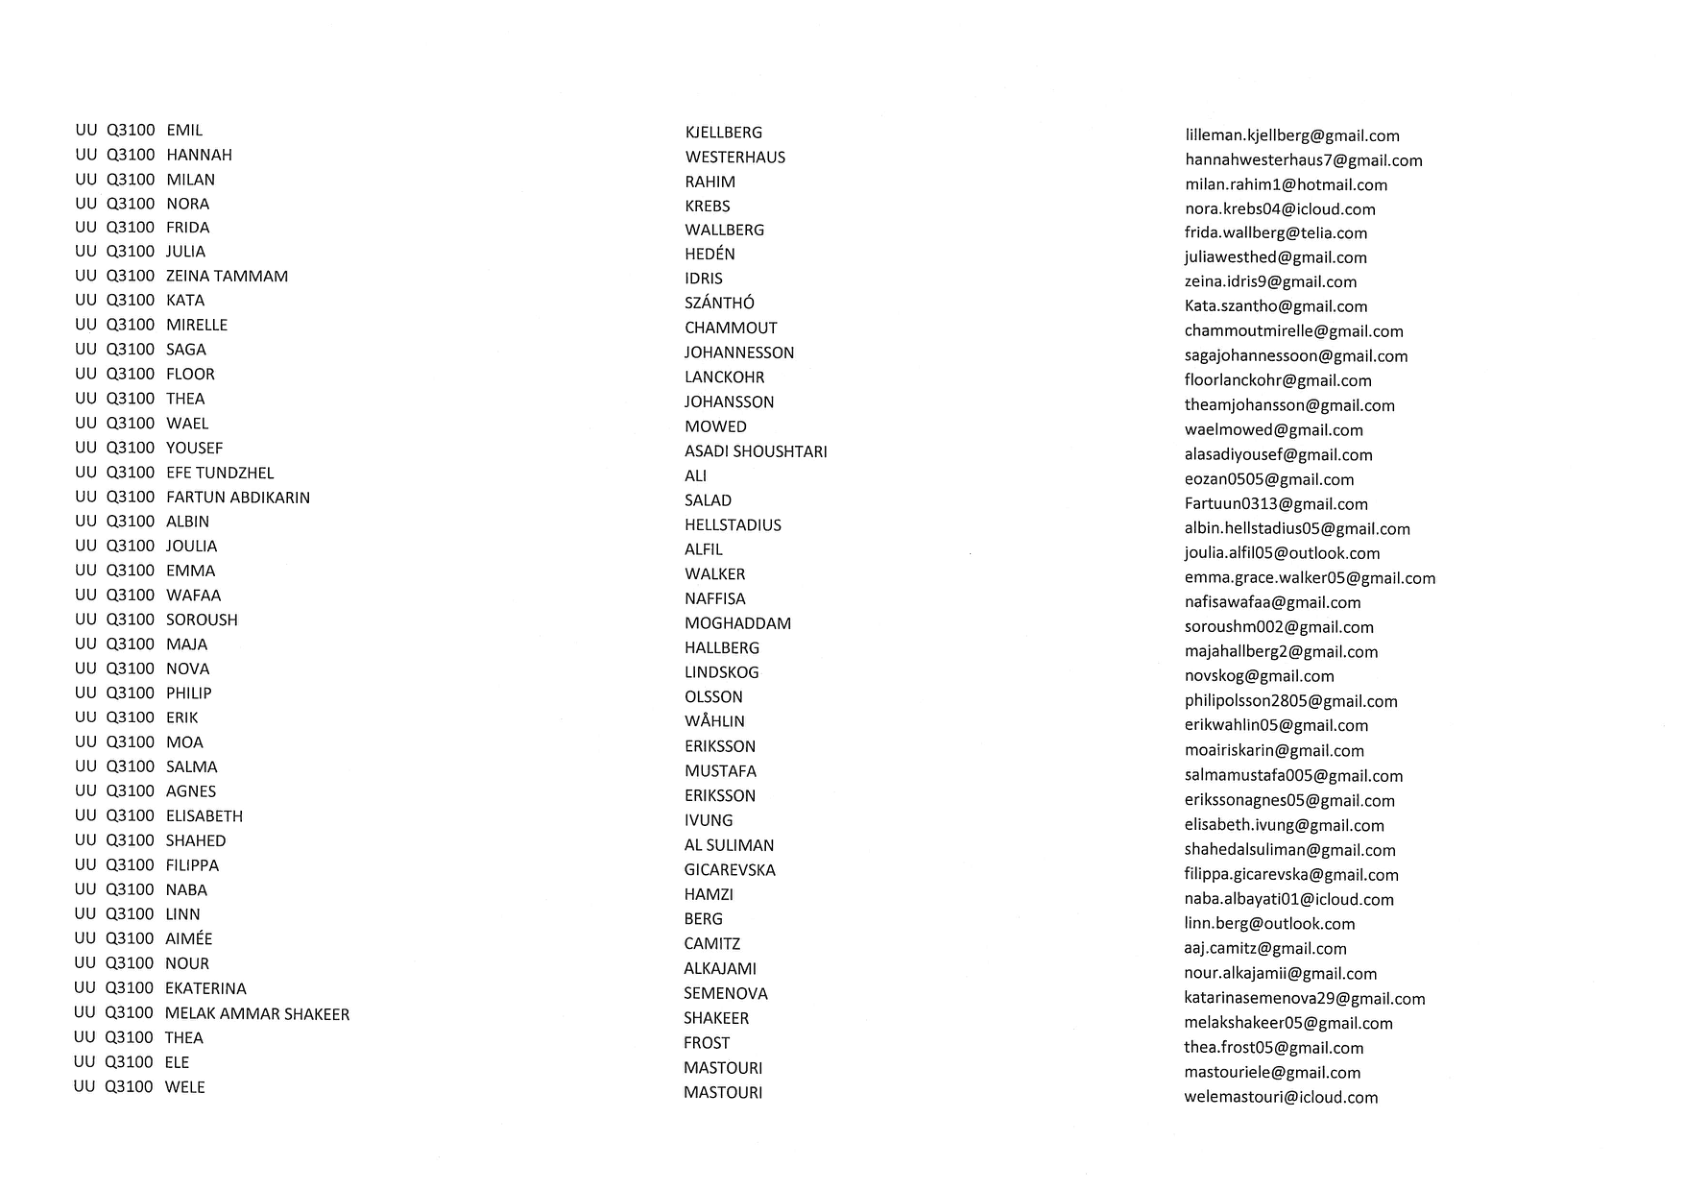 UU Q3100 EMIL KJELLBERG lilleman.kjellberg@gmail.com
UU Q3100 HANNAH WESTERHAUS hannahwesterhaus7@gmail.com
UU Q3100 MILAN RAHIM milan.rahim1@hotmail.com
UU Q3100 NORA KREBS nora.krebs04@icloud.com
UU Q3100 FRIDA WALLBERG frida.wallberg@telia.com
UU Q3100 JULIA HEDÉN juliawesthed@gmail.com
UU Q3100 ZEINA TAMMAM IDRIS zeina.idris9@gmail.com
UU Q3100 KATA SZÁNTHÓ Kata.szantho@gmail.com
UU Q3100 MIRELLE CHAMMOUT chammoutmirelle@gmail.com
UU Q3100 SAGA JOHANNESSON sagajohannessoon@gmail.com
UU Q3100 FLOOR LANCKOHR floorlanckohr@gmail.com
UU Q3100 THEA JOHANSSON theamjohansson@gmail.com
UU Q3100 WAEL MOWED waelmowed@gmail.com
UU Q3100 YOUSEF ASADI SHOUSHTARI alasadiyousef@gmail.com
UU Q3100 EFE TUNDZHEL ALI eozan0505@gmail.com
UU Q3100 FARTUN ABDIKARIN SALAD Fartuun0313@gmail.com
UU Q3100 ALBIN HELLSTADIUS albin.hellstadius05@gmail.com
UU Q3100 JOULIA ALFIL joulia.alfil05@outlook.com
UU Q3100 EMMA WALKER emma.grace.walker05@gmail.com
UU Q3100 WAFAA NAFFISA nafisawafaa@gmail.com
UU Q3100 SOROUSH MOGHADDAM soroushm002@gmail.com
UU Q3100 MAJA HALLBERG majahallberg2@gmail.com
UU Q3100 NOVA LINDSKOG novskog@gmail.com
UU Q3100 PHILIP OLSSON philipolsson2805@gmail.com
UU Q3100 ERIK WÅHLIN erikwahlin05@gmail.com
UU Q3100 MOA ERIKSSON moairiskarin@gmail.com
UU Q3100 SALMA MUSTAFA salmamustafa005@gmail.com
UU Q3100 AGNES ERIKSSON erikssonagnes05@gmail.com
UU Q3100 ELISABETH IVUNG elisabeth.ivung@gmail.com
UU Q3100 SHAHED AL SULIMAN shahedalsuliman@gmail.com
UU Q3100 FILIPPA GICAREVSKA filippa.gicarevska@gmail.com
UU Q3100 NABA HAMZI naba.albayati01@icloud.com
UU Q3100 LINN BERG linn.berg@outlook.com
UU Q3100 AIMÉE CAMITZ aaj.camitz@gmail.com
UU Q3100 NOUR ALKAJAMI nour.alkajamii@gmail.com
UU Q3100 EKATERINA SEMENOVA katarinasemenova29@gmail.com
UU Q3100 MELAK AMMAR SHAKEER SHAKEER melakshakeer05@gmail.com
UU Q3100 THEA FROST thea.frost05@gmail.com
UU Q3100 ELE MASTOURI mastouriele@gmail.com
UU Q3100 WELE MASTOURI welemastouri@icloud.com